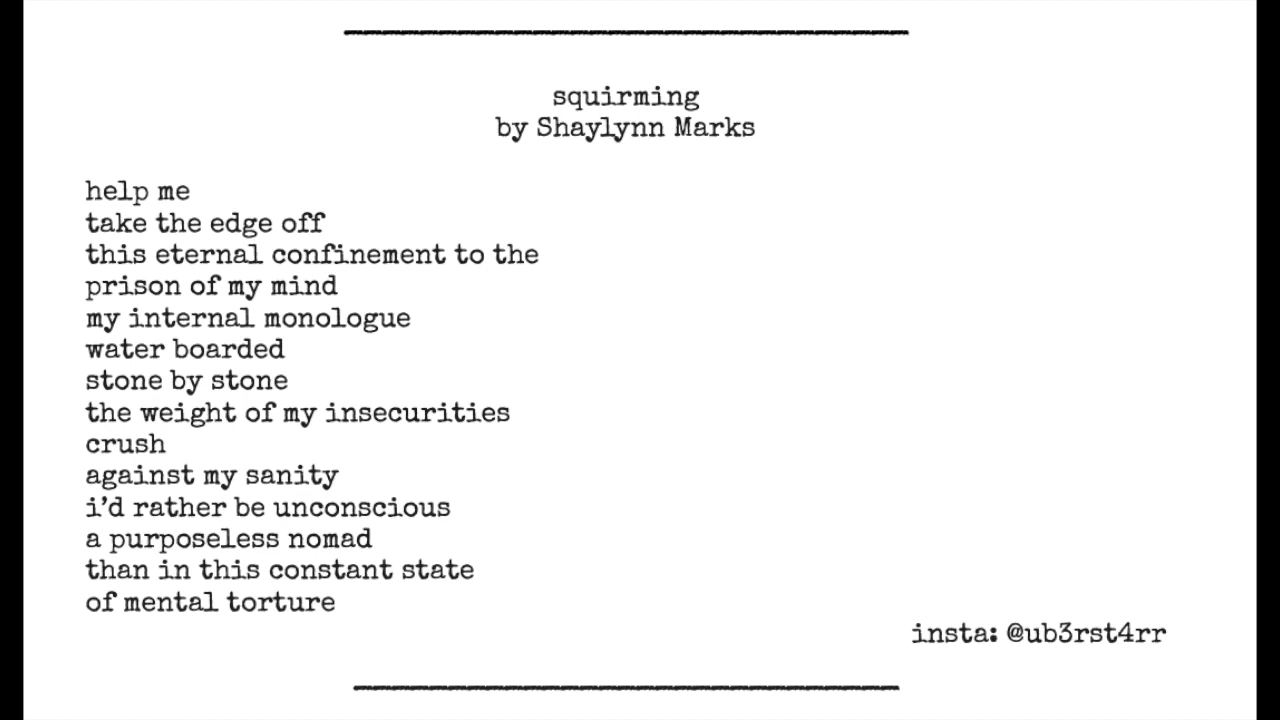 squirming
by Shaylynn Marks
help me
take the edge off
this eternal confinement to the
prison of my mind
my internal monologue
water boarded
stone by stone
the weight of my insecurities
crush
against my sanity
i’d rather be unconscious
a purposeless nomad
than in this constant state
of mental torture
insta: @ub3rst4rr